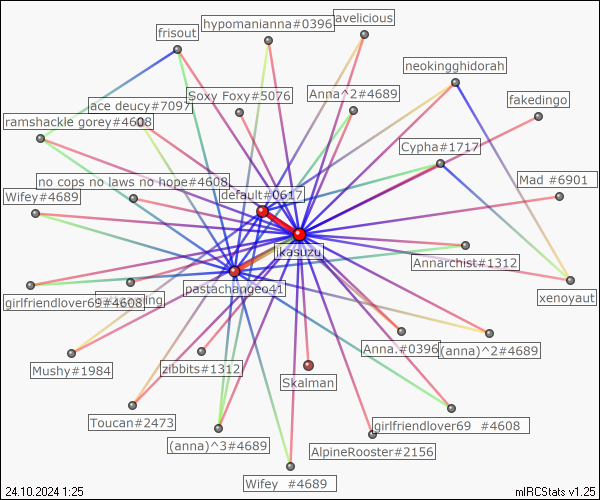 hypomanianna#0396
avelicious
frisout
neokingghidorah
Soxy Foxy#5076
Anna^2#4689
ace deucy#7097
fakedingo
ramshackle gorey#4608
Cypha#1717
no cops no laws no hope#4608
Mad #6901
default#0617
Wifey#4689
ikasuzu
Annarchist#1312
pastachangeo41
girlfriendlover69#4608
xenoyaut
Anna.#0396
(anna)^2#4689
Mushy#1984
zibbits#1312
Skalman
Toucan#2473
girlfriendlover69 #4608
(anna)^3#4689
AlpineRooster#2156
Wifey #4689
24.10.2024 1:25
mIRCStats v1.25